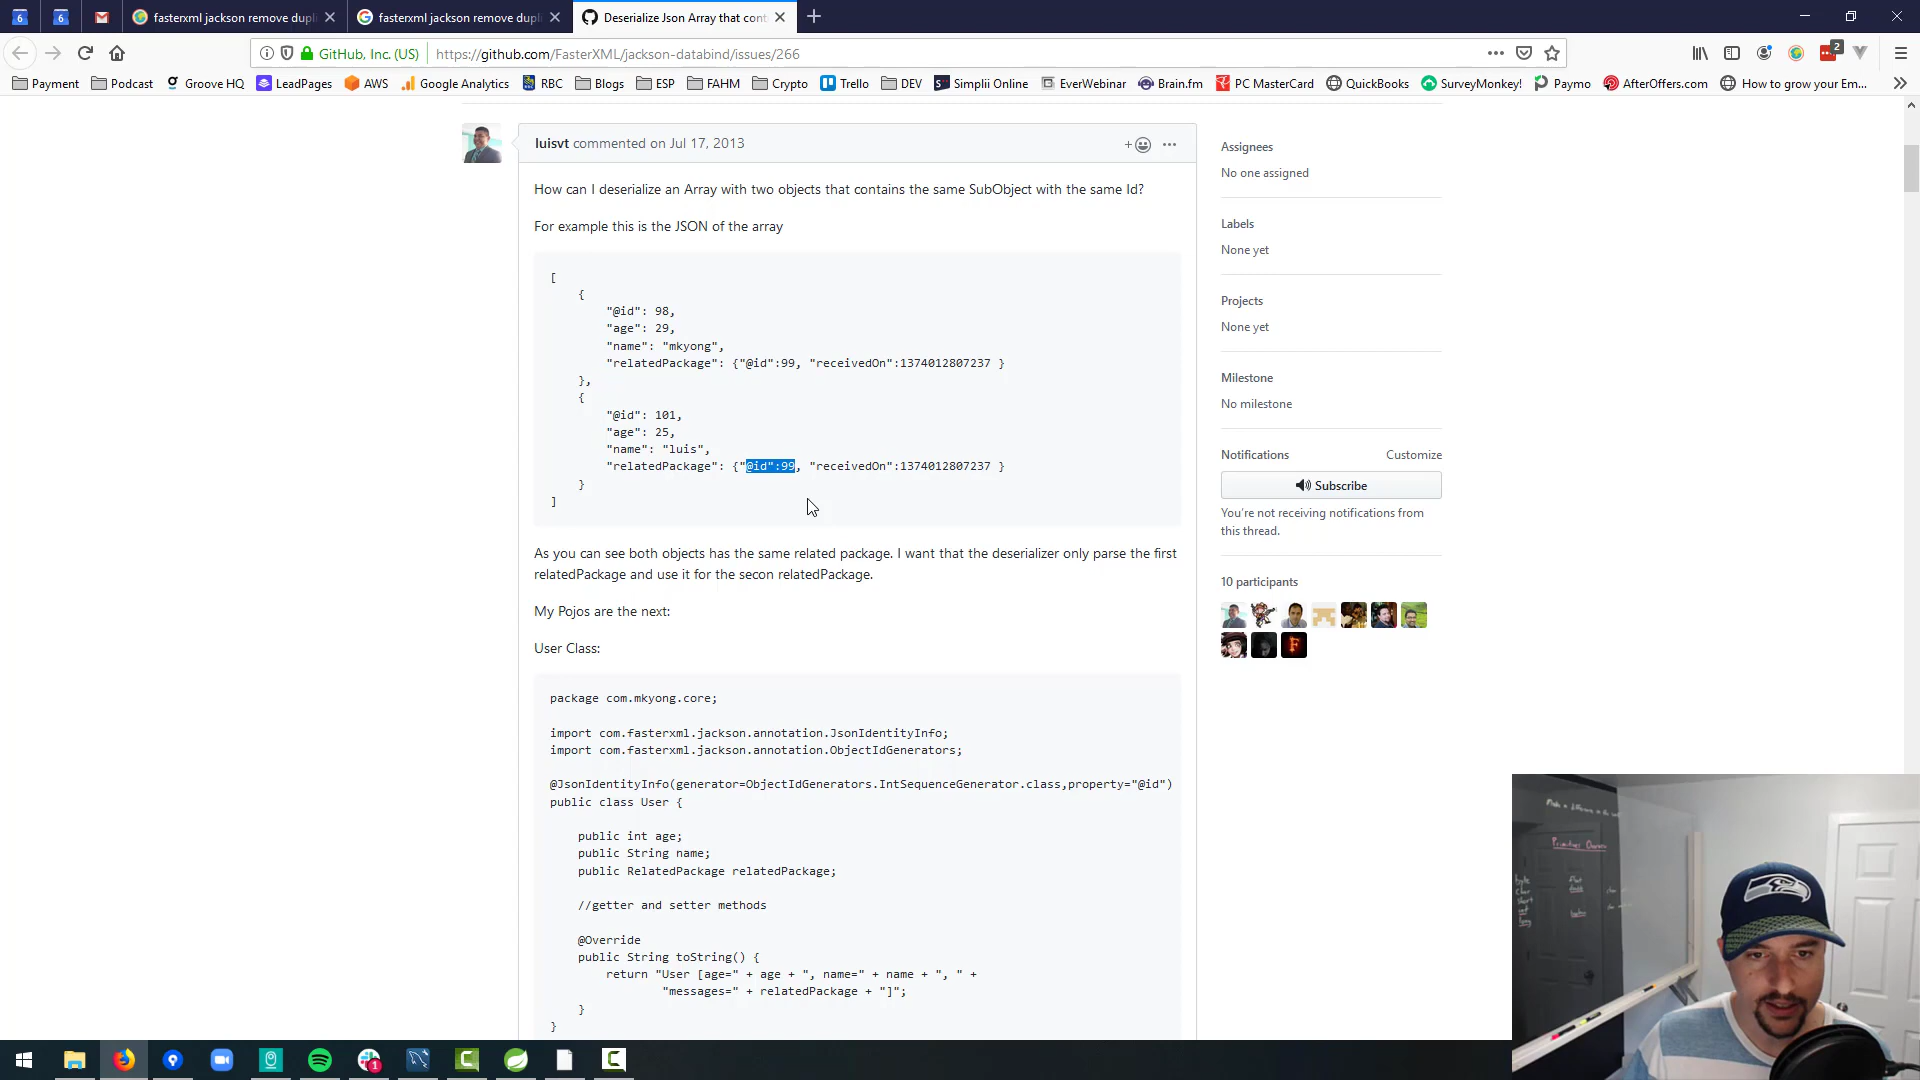 fasterxml jackson remove dupli
fasterxml jackson remove dupli
Deserialize Json Array that cont
GitHub, Inc. (US)
https://github.com/FasterXML/jackson-databind/issues/266
2
Payment
Podcast
Groove HQ
LeadPages
AWS
Google Analytics
RBC
Blogs
ESP
FAHM
Crypto
Trello
DEV
Simplii Online
EverWebinar
Brain.fm
PC MasterCard
QuickBooks
SurveyMonkey!
Paymo
AfterOffers.com
How to grow your Em...
luisvt commented on Jul 17, 2013
How can I deserialize an Array with two objects that contains the same SubObject with the same Id?
For example this is the JSON of the array
[
{
"@id": 98,
"age": 29,
"name": "mkyong",
"relatedPackage": {"@id":99, "receivedOn":1374012807237 }
},
{
"@id": 101,
"age": 25,
"name": "luis",
"relatedPackage": {"@id":99, "receivedOn":1374012807237 }
}
]
As you can see both objects has the same related package. I want that the deserializer only parse the first
relatedPackage and use it for the secon relatedPackage.
My Pojos are the next:
User Class:
package com.mkyong.core;
import com.fasterxml.jackson.annotation.JsonIdentityInfo;
import com.fasterxml.jackson.annotation.ObjectIdGenerators;
@JsonIdentityInfo(generator=ObjectIdGenerators.IntSequenceGenerator.class,property="@id")
public class User {
public int age;
public String name;
public RelatedPackage relatedPackage;
//getter and setter methods
@Override
public String toString() {
return "User [age=" + age + ", name=" + name + ", " +
"messages=" + relatedPackage + "]";
}
}
Assignees
No one assigned
Labels
None yet
Projects
None yet
Milestone
No milestone
Notifications
Customize
Subscribe
You're not receiving notifications from
this thread.
10 participants